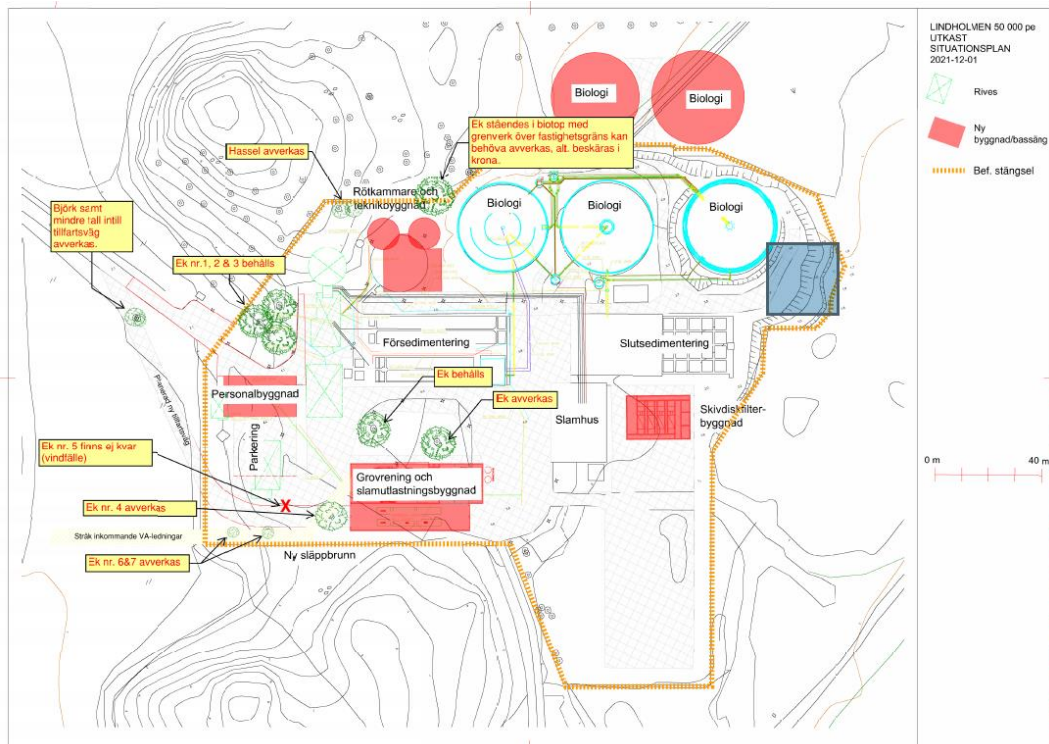 LINDHOLMEN 50 000 pe
UTKAST
SITUATIONSPLAN
2021-12-01
Rives
Ny
byggnad/bassäng
Bef. stängsel
0 m
40 m
Biologi
Biologi
Ek ståendes i biotop med
grenverk över fastighetsgräns kan
behöva avverkas, alt. beskäras i
krona.
Hassel avverkas
Rötkammare och
teknikbyggnad
Biologi
Biologi
Biologi
Björk samt
mindre tall intill
tillfartsväg
avverkas.
Ek nr.1, 2 & 3 behålls
Försedimentering
Slutsedimentering
Ek behålls
Personalbyggnad
Ek avverkas
Planerad ny tillfartsväg
Slamhus
Skivdiskfilter-
byggnad
Parkering
Ek nr. 5 finns ej kvar
(vindfälle)
X
Grovrening och
slamutlastningsbyggnad
Ek nr. 4 avverkas
Stråk inkommande VA-ledningar
Ny släppbrunn
Ek nr. 6&7 avverkas